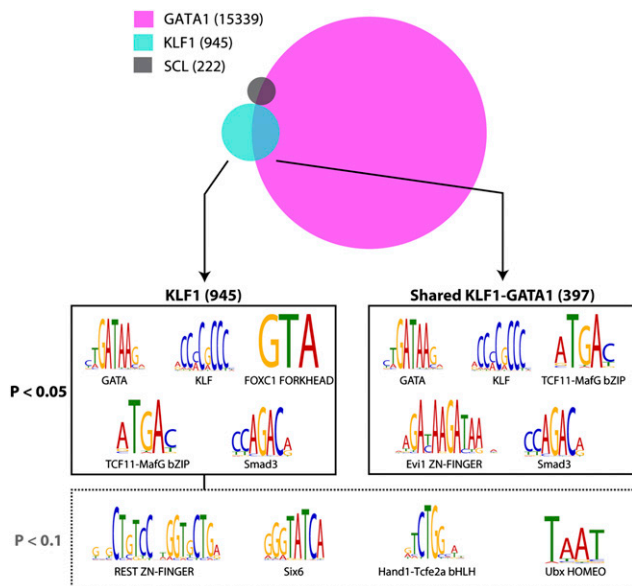 GATA1 (15339)
KLF1 (945)
SCL (222)
KLF1 (945)
Shared KLF1-GATA1 (397)
P < 0.05
GATA
KLF
FOXC1 FORKHEAD
GATA
KLF
TCF11-MafG bZIP
TCF11-MafG bZIP
Smad3
Evi1 ZN-FINGER
Smad3
P < 0.1
REST ZN-FINGER
Six6
Hand1-Tcfe2a bHLH
Ubx HOMEO